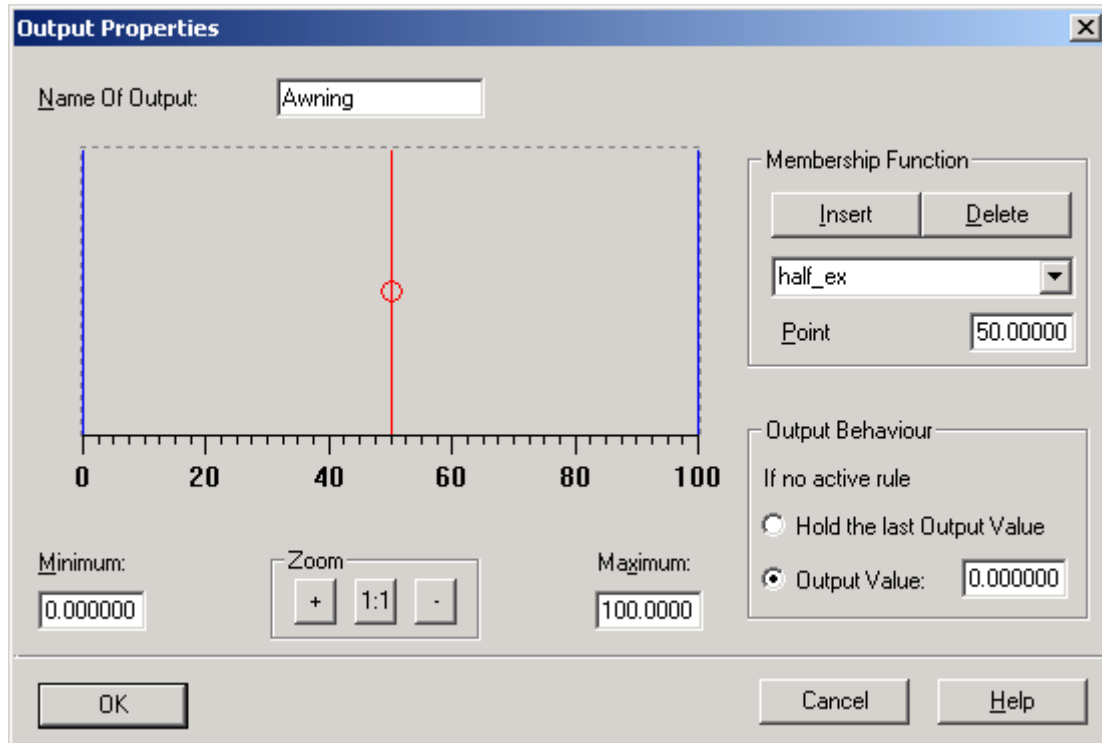 Output Properties
Name Of Output:
Awning
Membership Function
Insert
Delete
half_ex
Point
50.00000
0 20 40 60 80 100
Output Behaviour
If no active rule
Hold the last Output Value
Output Value:
0.000000
Minimum:
0.000000
Zoom
+
1:1
-
Maximum:
100.0000
OK
Cancel
Help